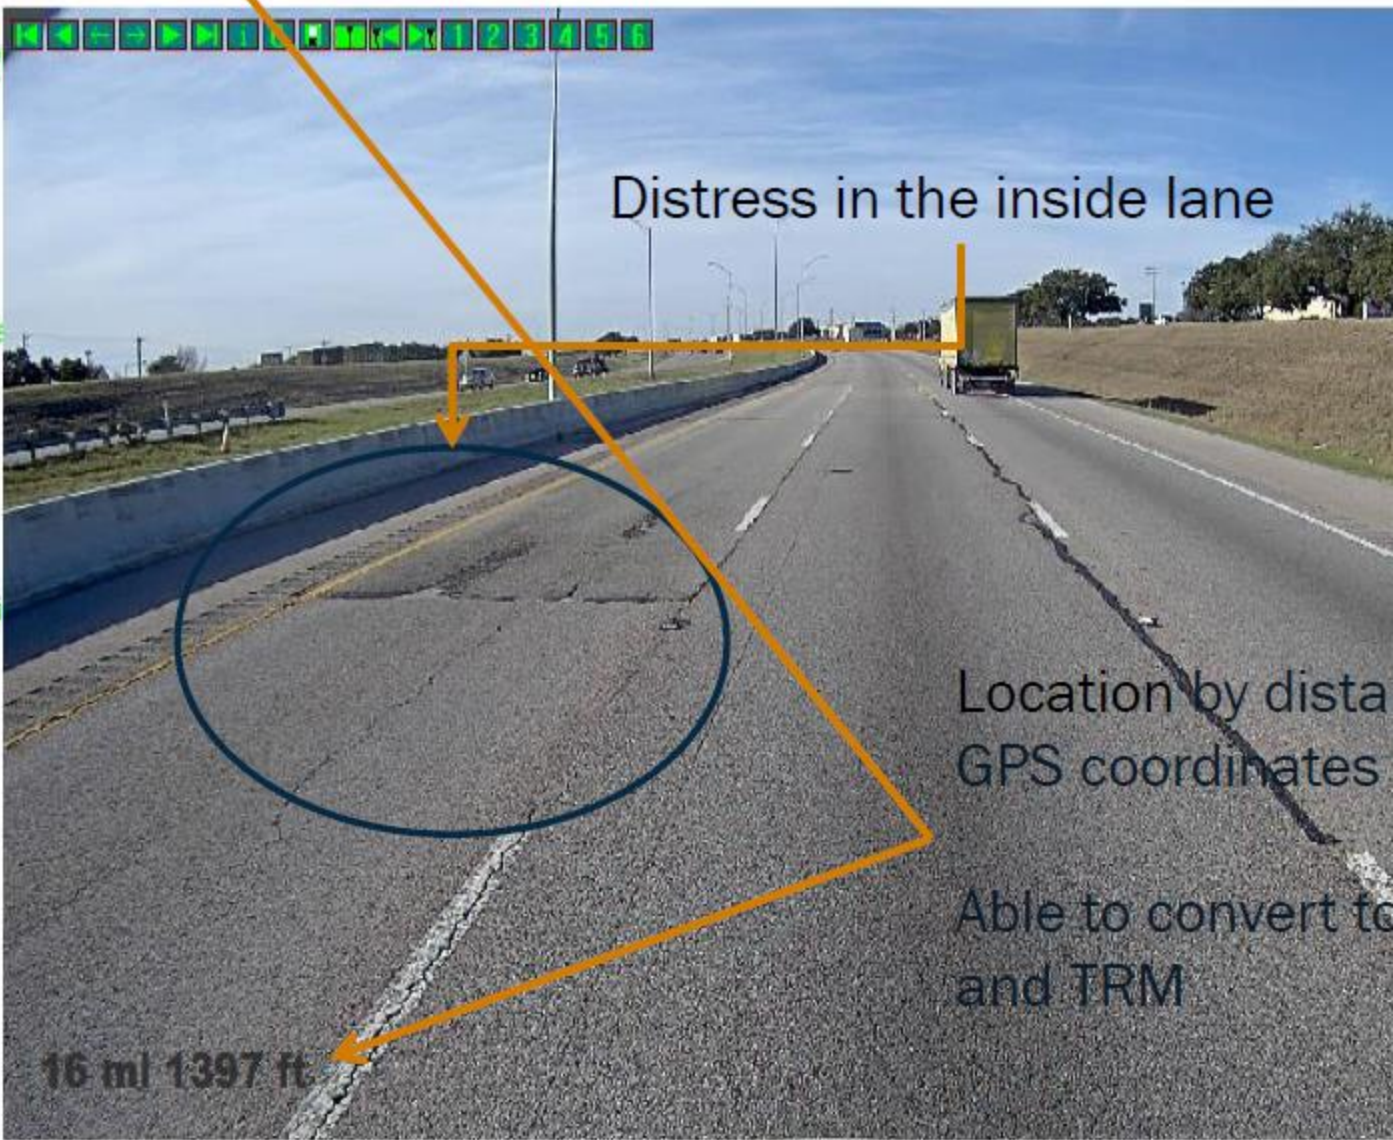 1 2 3 4 5 6
Distress in the inside lane
Location by dista
GPS coordinates
Able to convert to
and TRM
16 mi 1397 ft